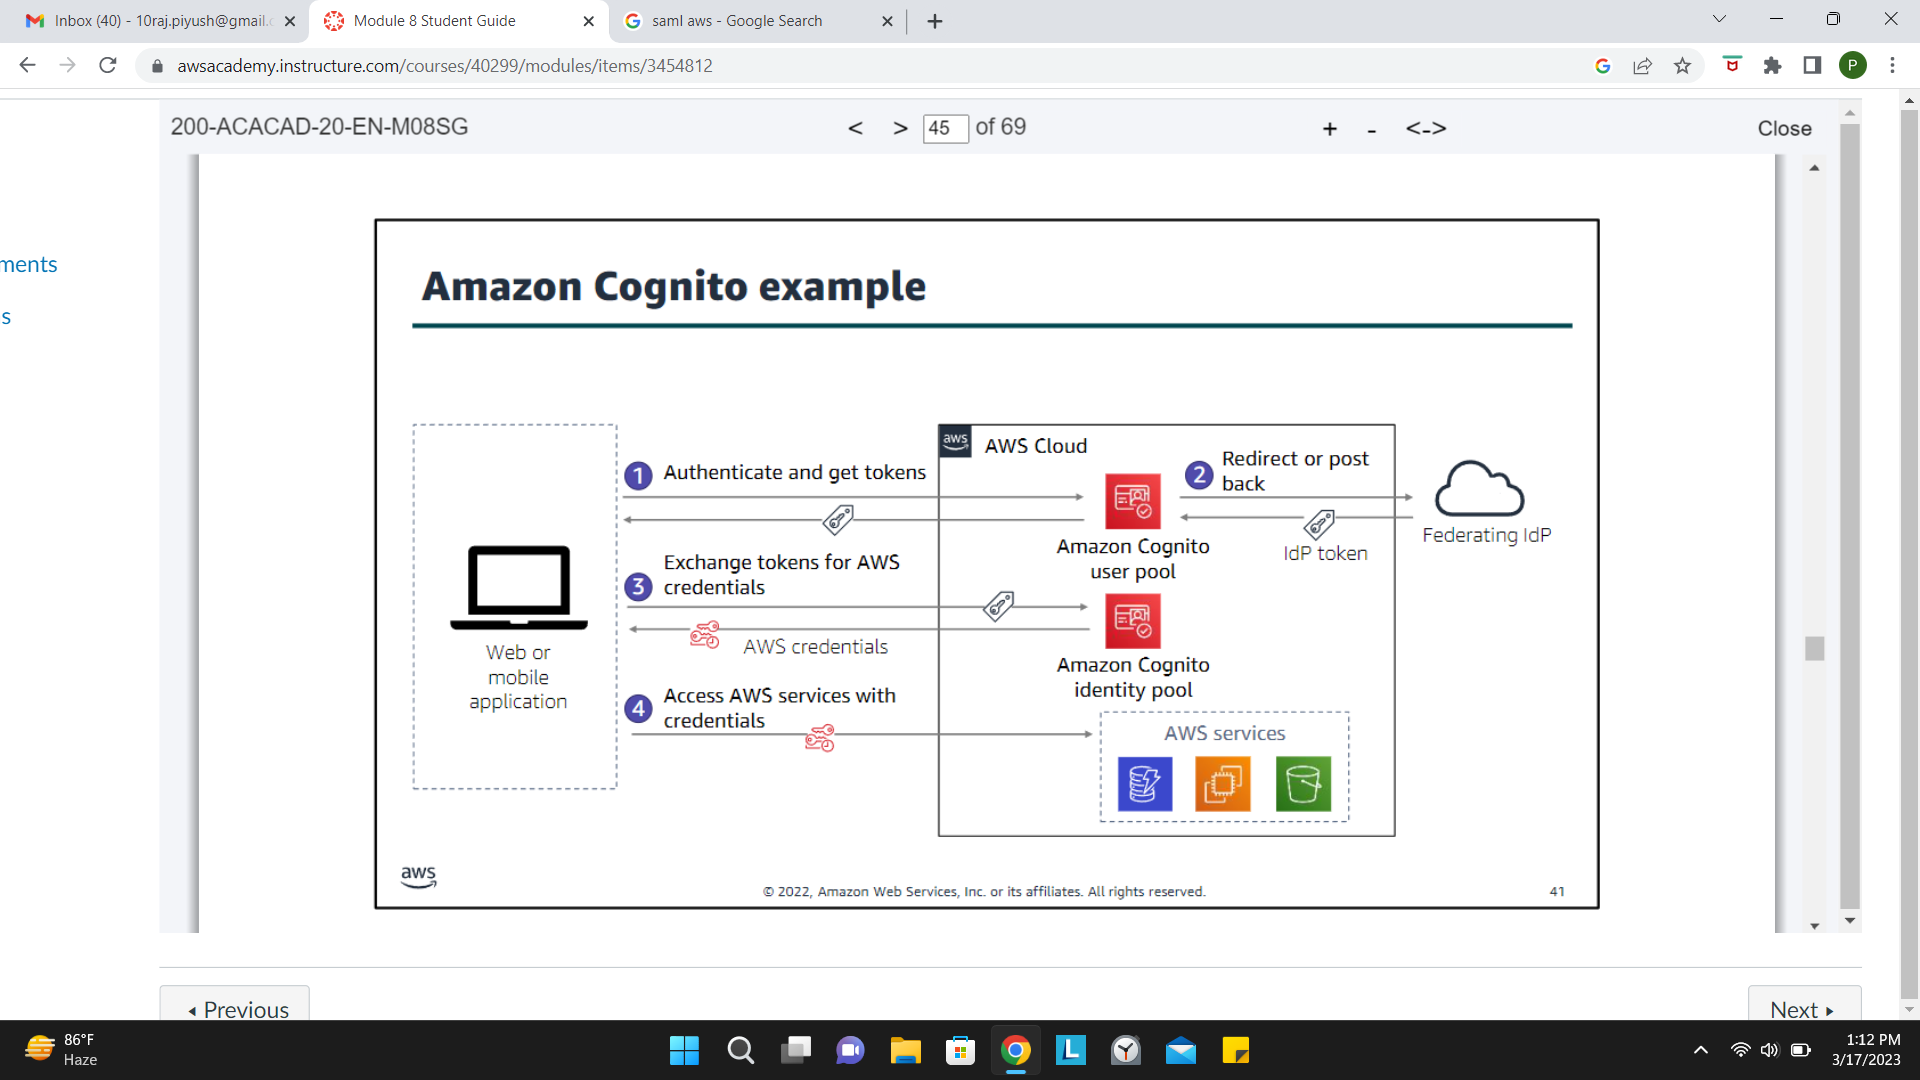 Inbox (40) - 10raj.piyush@gmail.c
Module 8 Student Guide
saml aws - Google Search
awsacademy.instructure.com/courses/40299/modules/items/3454812
P
200-ACACAD-20-EN-M08SG
< > 45 of 69
+ - <->
Close
ments
s
Amazon Cognito example
aws
AWS Cloud
1 Authenticate and get tokens
2 Redirect or post
back
Federating IdP
IdP token
Amazon Cognito
user pool
3 Exchange tokens for AWS
credentials
AWS credentials
Web or
mobile
application
Amazon Cognito
identity pool
4 Access AWS services with
credentials
AWS services
aws
© 2022, Amazon Web Services, Inc. or its affiliates. All rights reserved.
41
Previous
Next
86°F
Haze
L
1:12 PM
3/17/2023